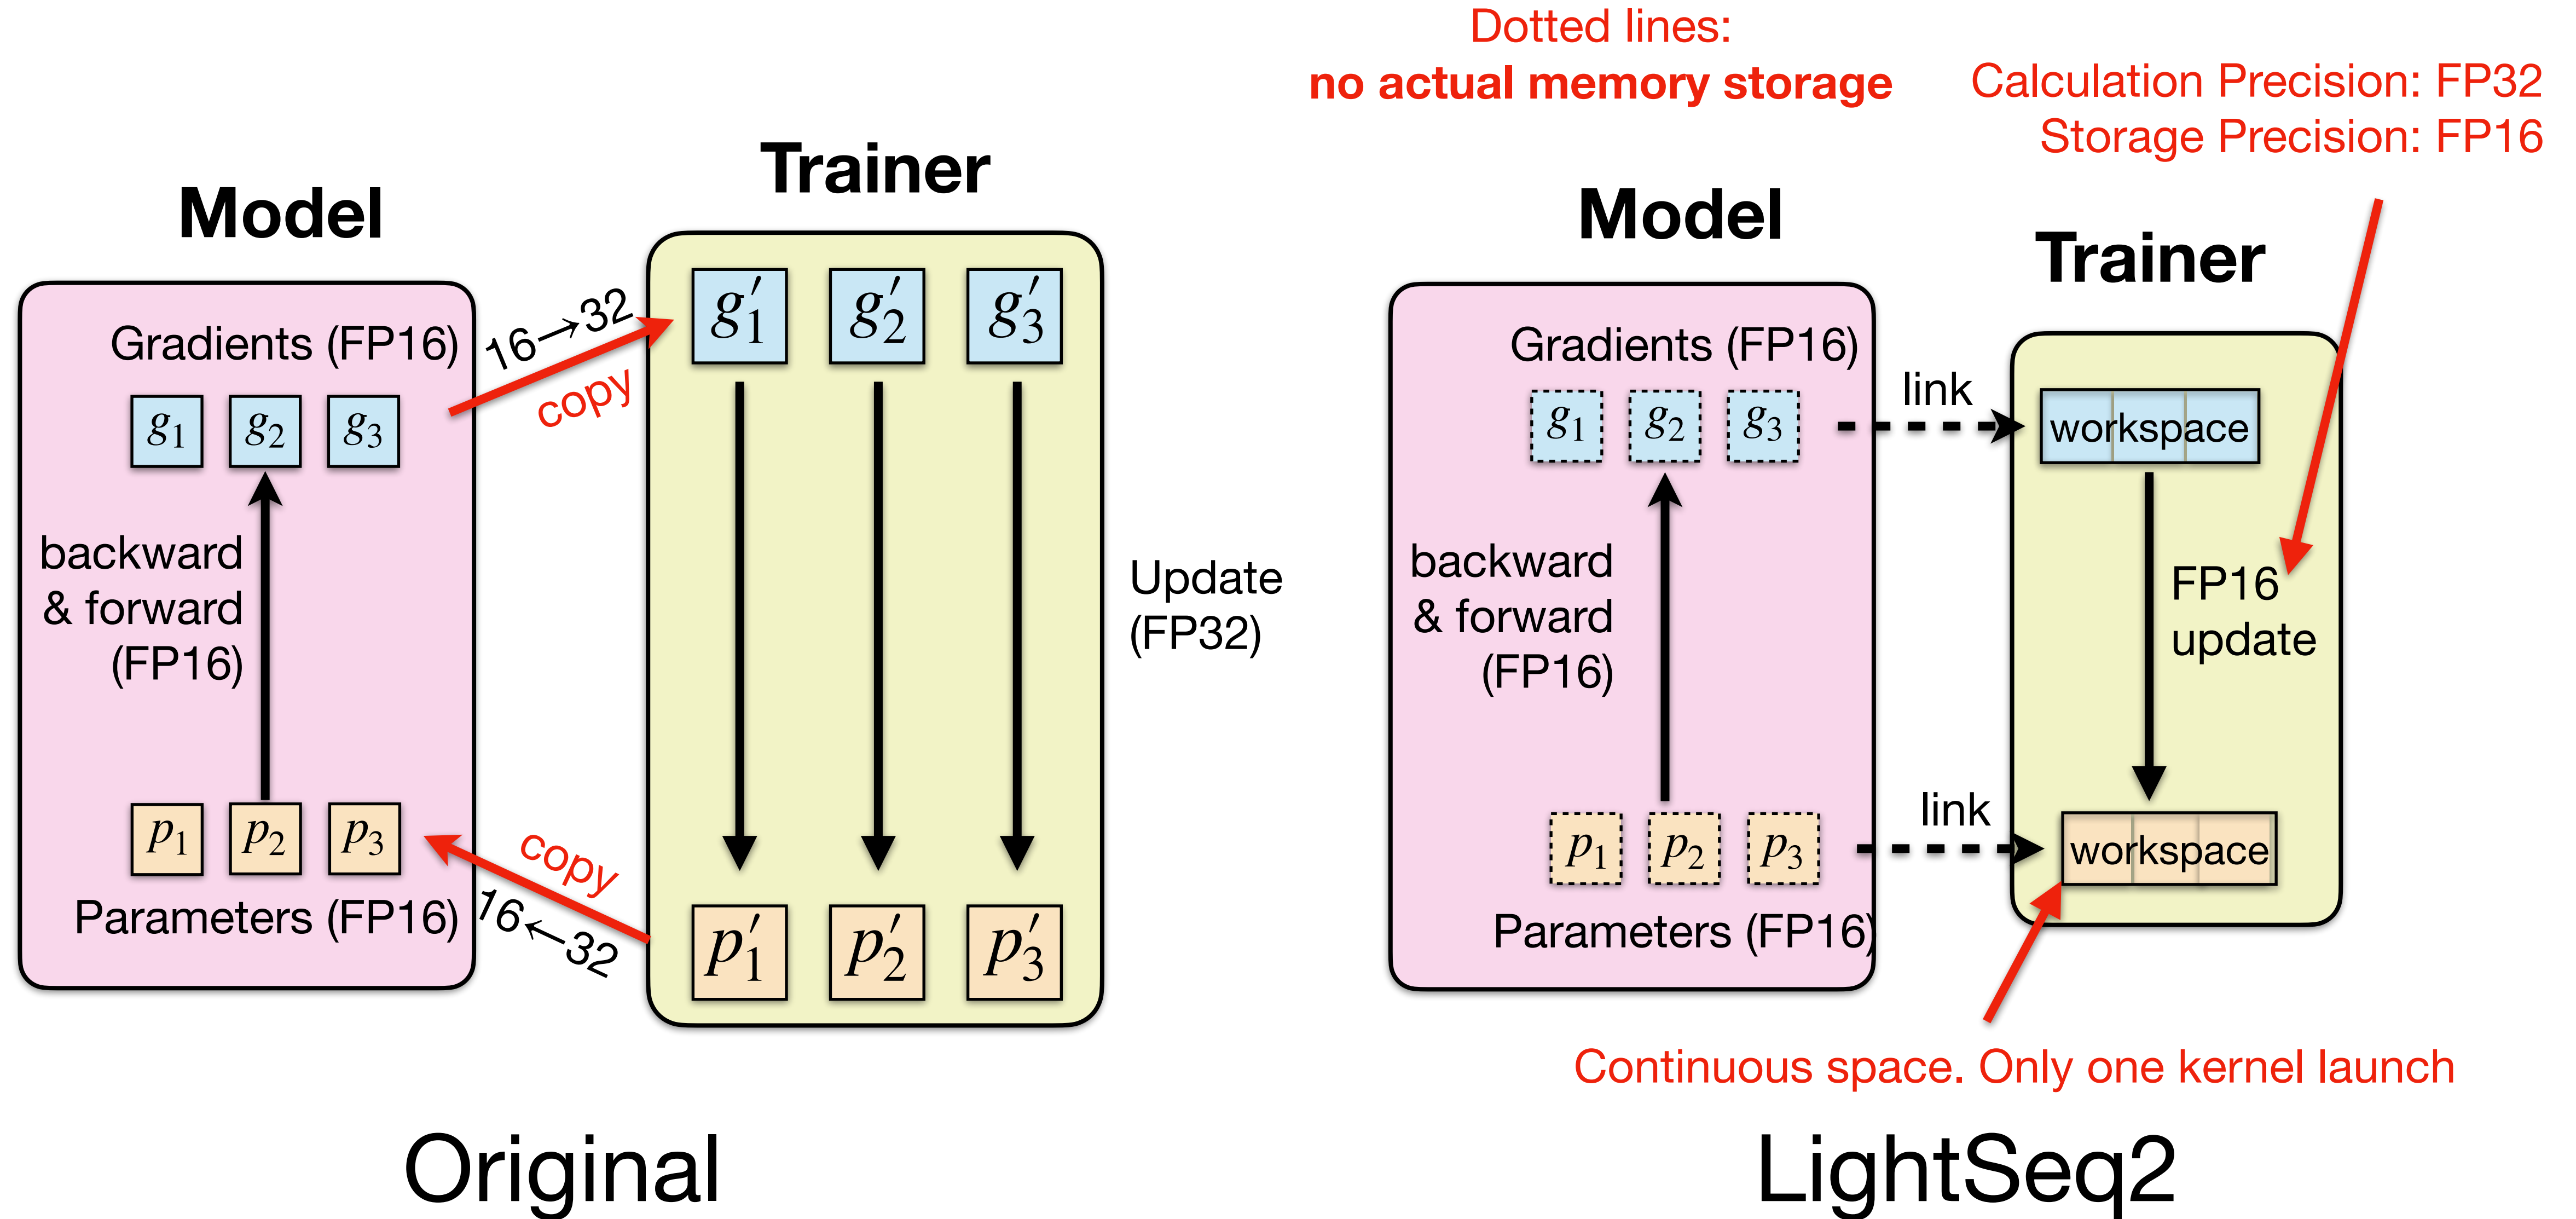 Model
Trainer
Gradients (FP16)
g1 g2 g3
backward
& forward
(FP16)
p1 p2 p3
Parameters (FP16)
16→32
copy
copy
16←32
g′1 g′2 g′3
p′1 p′2 p′3
Update
(FP32)
Original
Dotted lines:
no actual memory storage
Calculation Precision: FP32
Storage Precision: FP16
Model
Trainer
Gradients (FP16)
g1 g2 g3
backward
& forward
(FP16)
p1 p2 p3
Parameters (FP16)
link
link
workspace
FP16
update
workspace
Continuous space. Only one kernel launch
LightSeq2